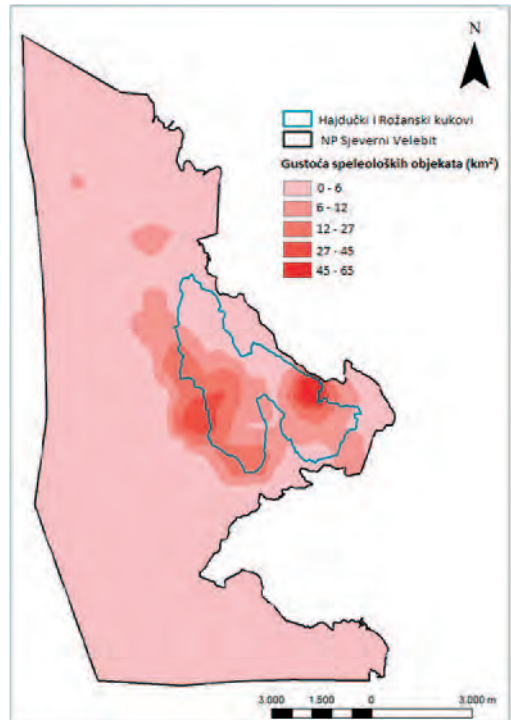 N
Hajdučki i Rožanski kukovi
NP Sjeverni Velebit
Gustoća speleoloških objekata (km²)
0 - 6
6 - 12
12 - 27
27 - 45
45 - 65
3.000 1.500 0 3.000 m